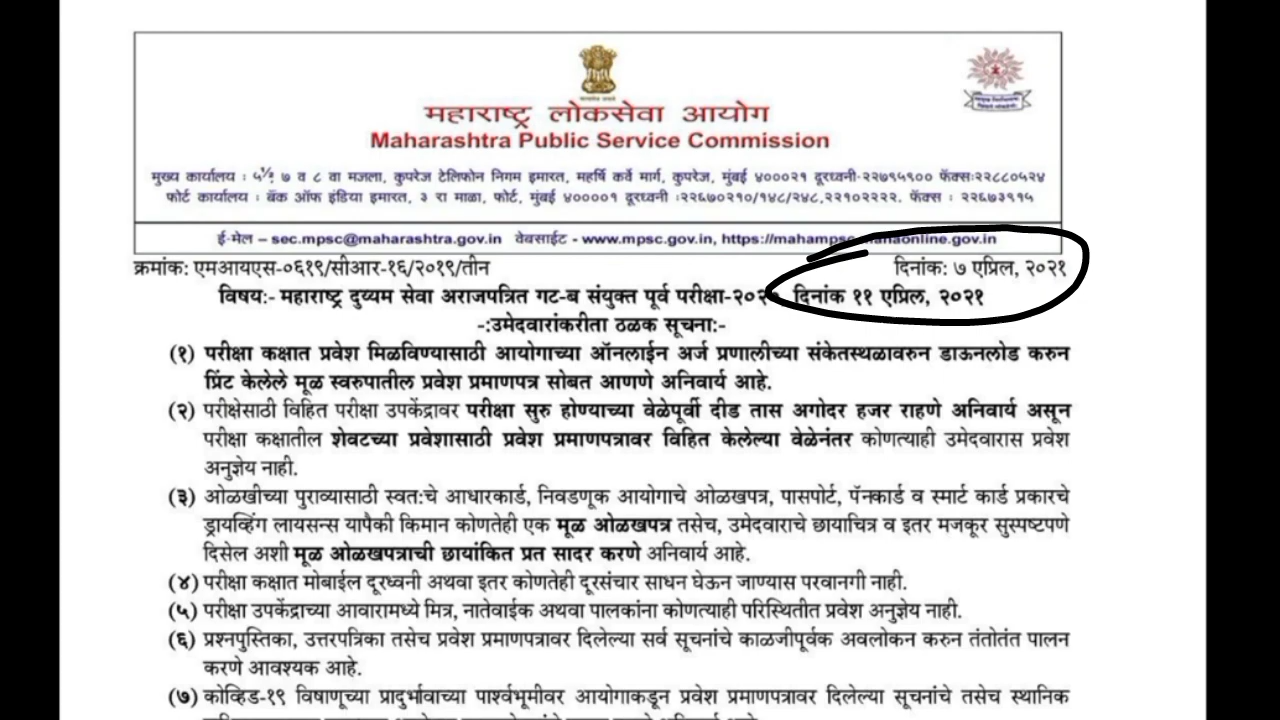 महाराष्ट्र लोकसेवा आयोग
Maharashtra Public Service Commission
मुख्य कार्यालय : ५½ ७ व ८ वा मजला, कुपरेज टेलिफोन निगम इमारत, महर्षि कर्वे मार्ग, कुपरेज, मुंबई ४०००२१ दूरध्वनी-२२७९५९०० फॅक्सः२२८८०५२४
फोर्ट कार्यालय : बँक ऑफ इंडिया इमारत, ३ रा माळा, फोर्ट, मुंबई ४००००१ दूरध्वनी :२२६७०२१०/१४८/२४८,२२१०२२२२. फॅक्स : २२६७३९१५
ई-मेल – sec.mpsc@maharashtra.gov.in वेबसाईट - www.mpsc.gov.in, https://mahampsc.mahaonline.gov.in
क्रमांक: एमआयएस-०६१९/सीआर-१६/२०१९/तीन दिनांक: ७ एप्रिल, २०२१
विषय:- महाराष्ट्र दुय्यम सेवा अराजपत्रित गट-ब संयुक्त पूर्व परीक्षा-२०२० दिनांक ११ एप्रिल, २०२१
-:उमेदवारांकरीता ठळक सूचना:-
(१) परीक्षा कक्षात प्रवेश मिळविण्यासाठी आयोगाच्या ऑनलाईन अर्ज प्रणालीच्या संकेतस्थळावरुन डाऊनलोड करुन
प्रिंट केलेले मूळ स्वरुपातील प्रवेश प्रमाणपत्र सोबत आणणे अनिवार्य आहे.
(२) परीक्षेसाठी विहित परीक्षा उपकेंद्रावर परीक्षा सुरु होण्याच्या वेळेपूर्वी दीड तास अगोदर हजर राहणे अनिवार्य असून
परीक्षा कक्षातील शेवटच्या प्रवेशासाठी प्रवेश प्रमाणपत्रावर विहित केलेल्या वेळेनंतर कोणत्याही उमेदवारास प्रवेश
अनुज्ञेय नाही.
(३) ओळखीच्या पुराव्यासाठी स्वत:चे आधारकार्ड, निवडणूक आयोगाचे ओळखपत्र, पासपोर्ट, पॅनकार्ड व स्मार्ट कार्ड प्रकारचे
ड्रायव्हिंग लायसन्स यापैकी किमान कोणतेही एक मूळ ओळखपत्र तसेच, उमेदवाराचे छायाचित्र व इतर मजकूर सुस्पष्टपणे
दिसेल अशी मूळ ओळखपत्राची छायांकित प्रत सादर करणे अनिवार्य आहे.
(४) परीक्षा कक्षात मोबाईल दूरध्वनी अथवा इतर कोणतेही दूरसंचार साधन घेऊन जाण्यास परवानगी नाही.
(५) परीक्षा उपकेंद्राच्या आवारामध्ये मित्र, नातेवाईक अथवा पालकांना कोणत्याही परिस्थितीत प्रवेश अनुज्ञेय नाही.
(६) प्रश्नपुस्तिका, उत्तरपत्रिका तसेच प्रवेश प्रमाणपत्रावर दिलेल्या सर्व सूचनांचे काळजीपूर्वक अवलोकन करुन तंतोतंत पालन
करणे आवश्यक आहे.
(७) कोव्हिड-१९ विषाणूच्या प्रादुर्भावाच्या पार्श्वभूमीवर आयोगाकडून प्रवेश प्रमाणपत्रावर दिलेल्या सूचनांचे तसेच स्थानिक